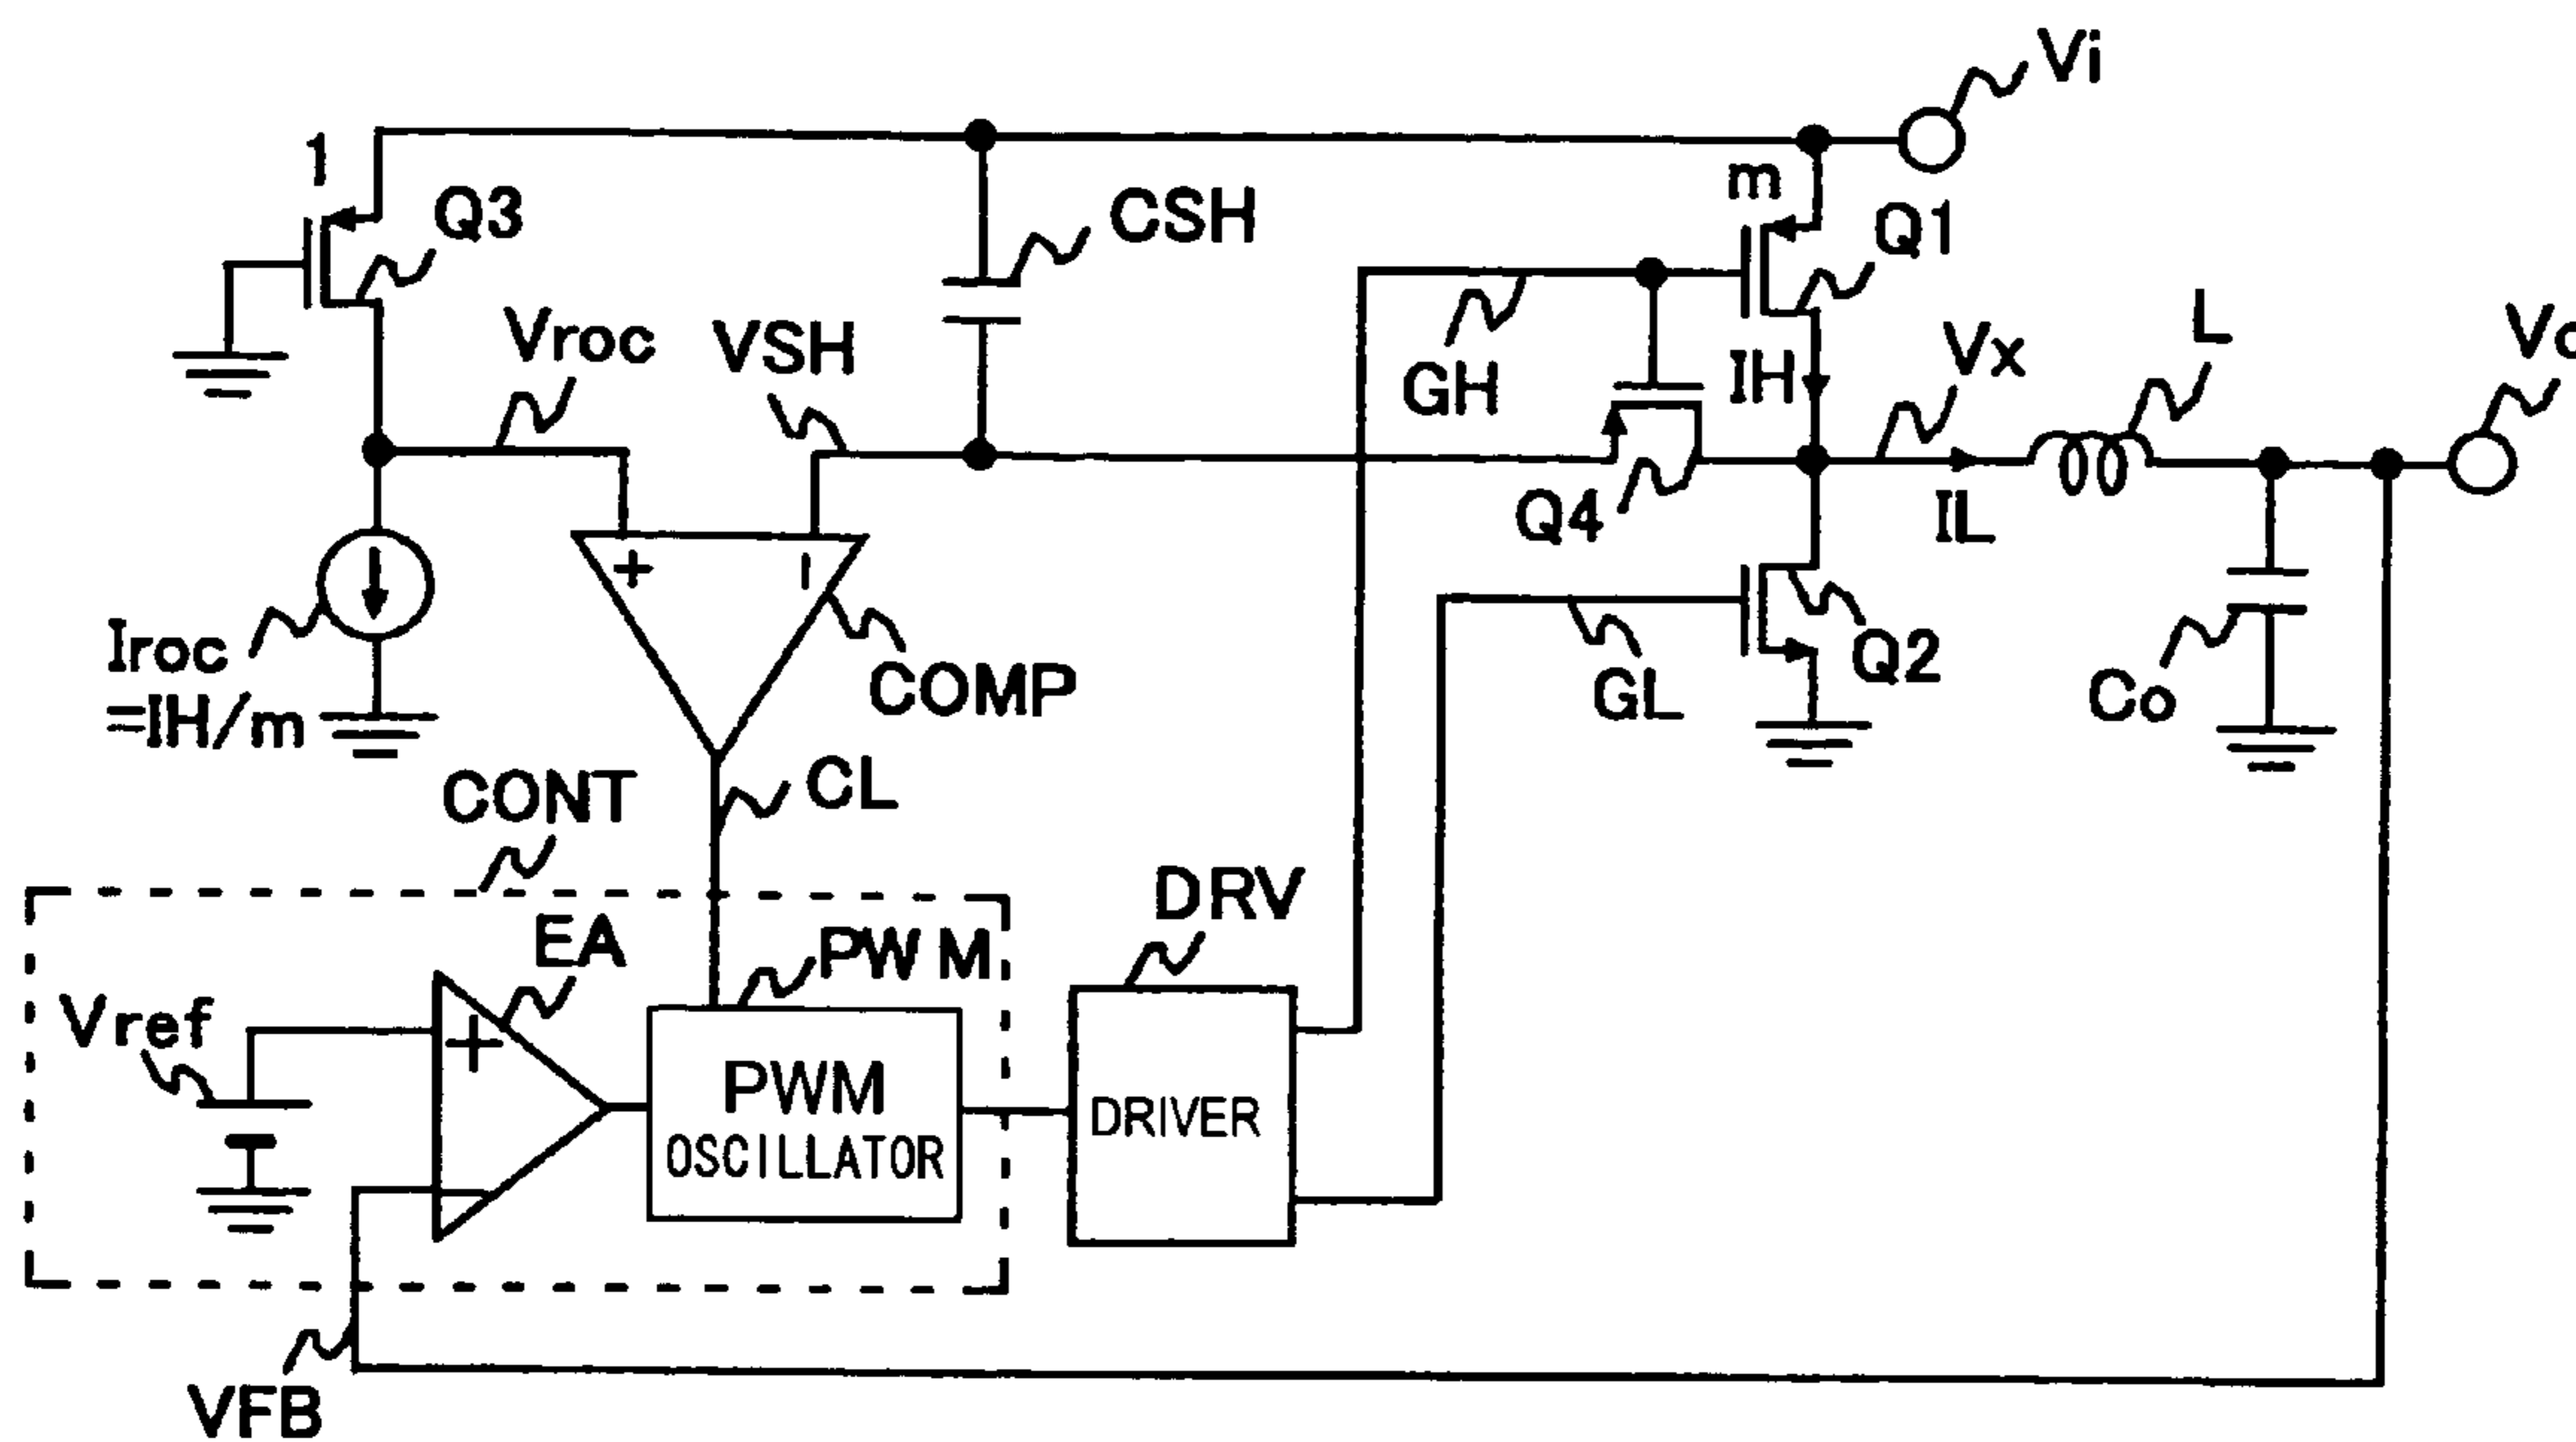 Vi
1
m
Q3
CSH
Q1
Vroc
VSH
GH
IH
Vx
L
Q4
IL
+
−
Iroc
=IH/m
COMP
GL
Q2
Co
CONT
CL
DRV
EA
PWM
Vref
+
PWM
OSCILLATOR
DRIVER
−
VFB